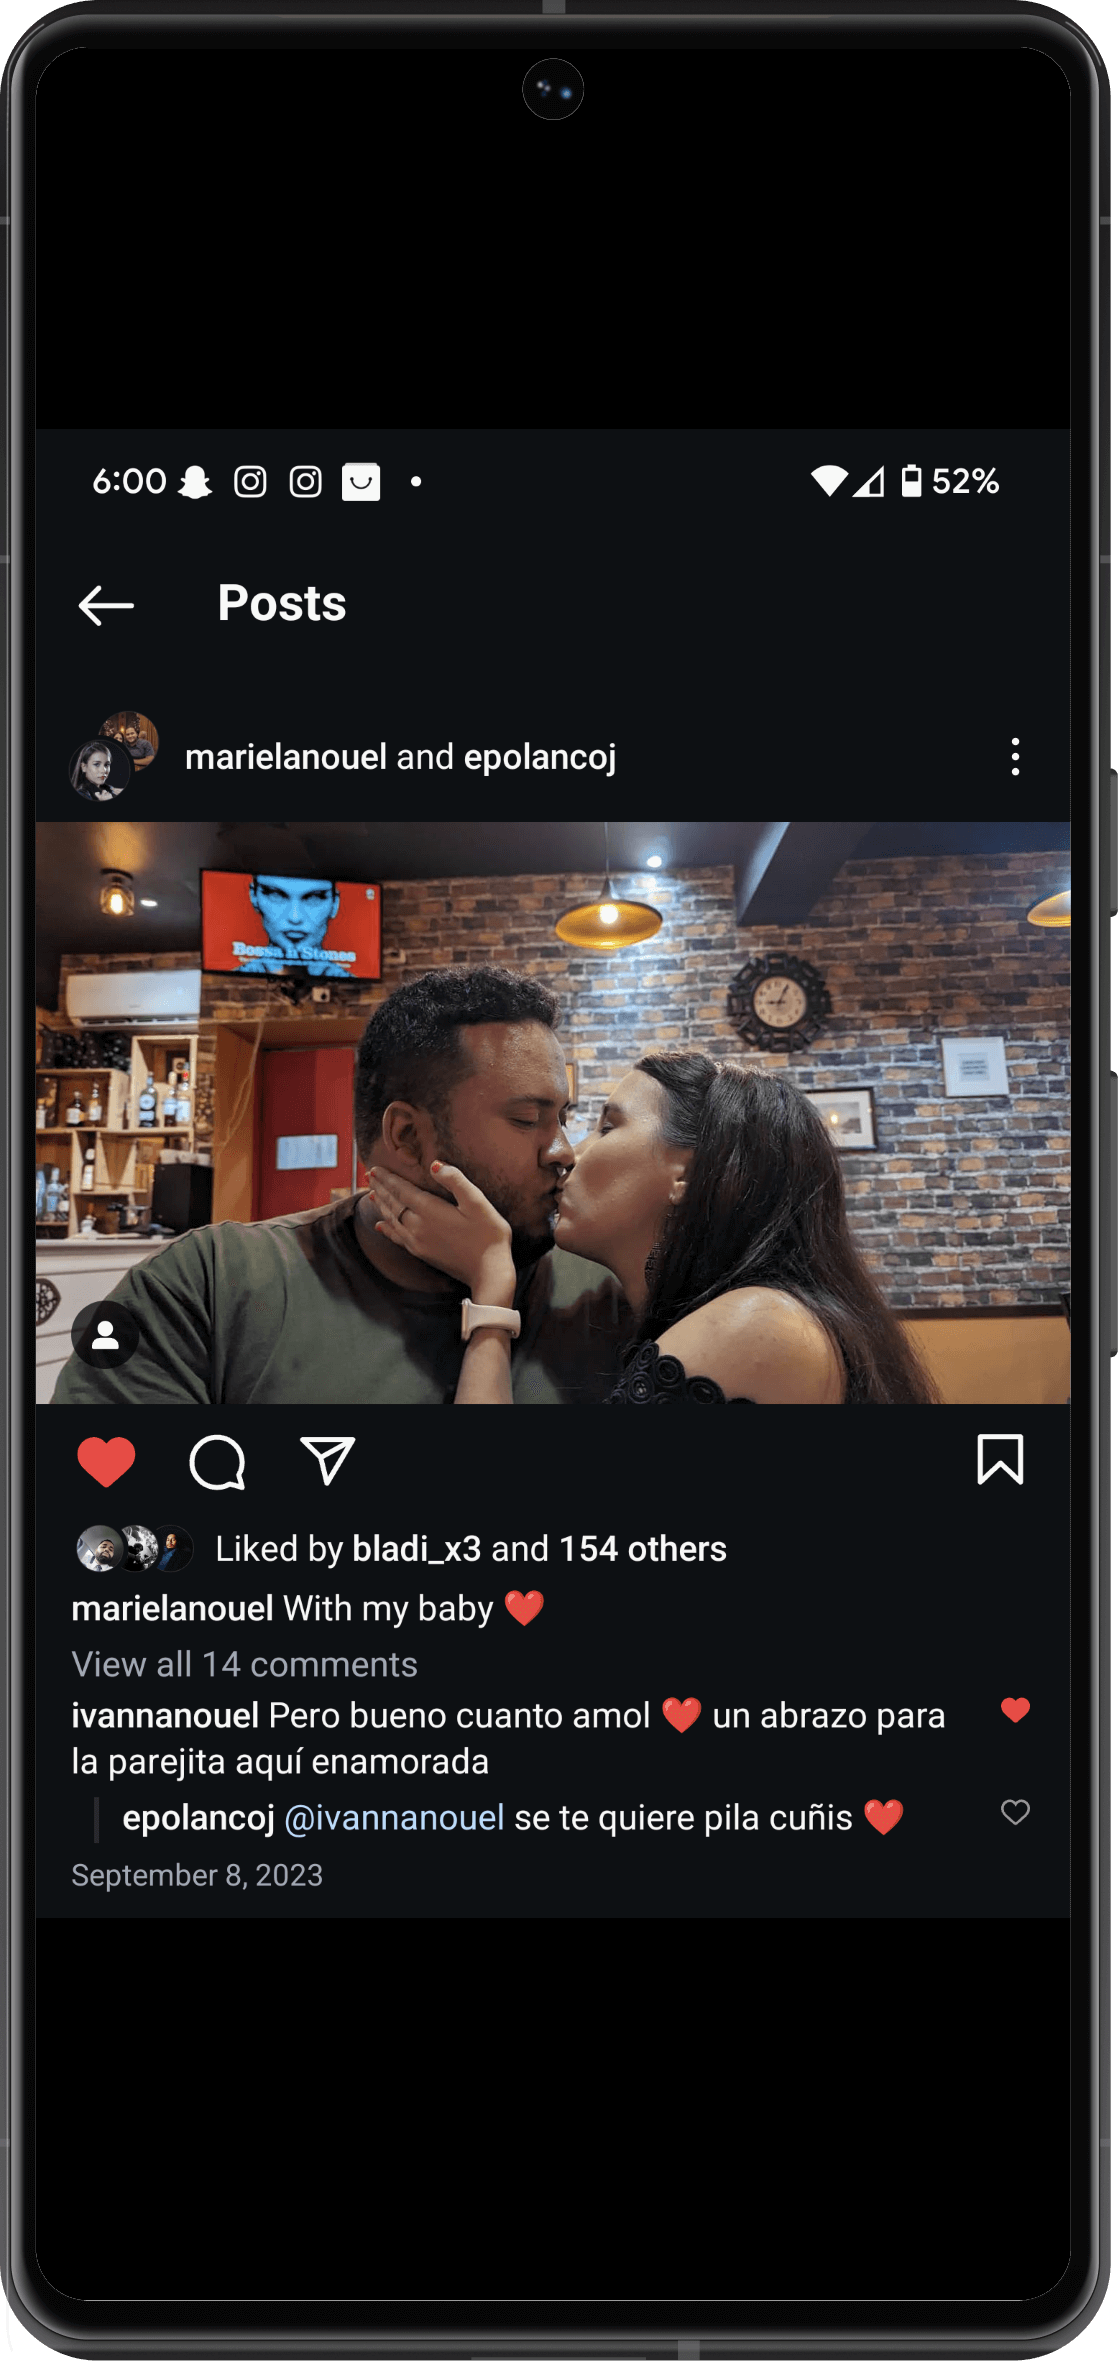 6:00
52%
Posts
marielanouel and epolancoj
Bossa n' Stones
Liked by bladi_x3 and 154 others
marielanouel With my baby ❤️
View all 14 comments
ivannanouel Pero bueno cuanto amol ❤️ un abrazo para
la parejita aquí enamorada
epolancoj @ivannanouel se te quiere pila cuñis ❤️
September 8, 2023